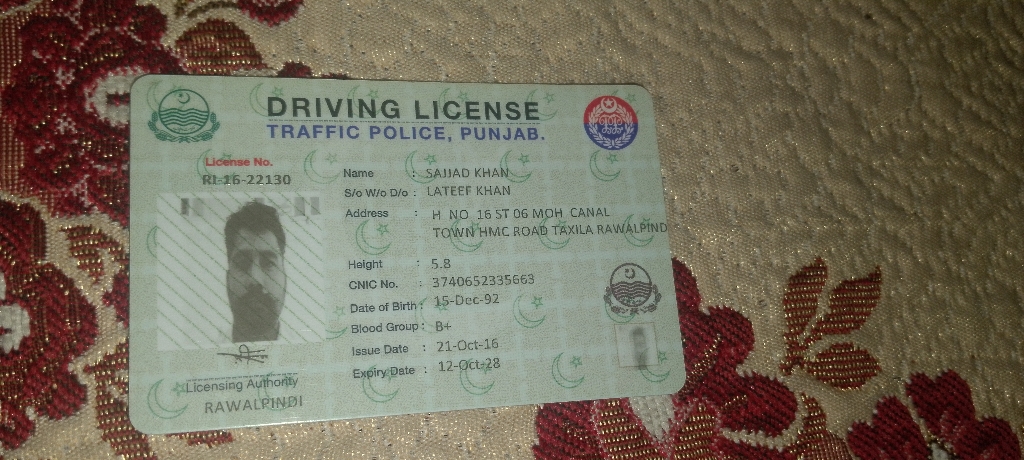 DRIVING LICENSE
TRAFFIC POLICE, PUNJAB.
License No.
RI-16-22130
Name : SAJJAD KHAN
S/o W/o D/o : LATEEF KHAN
Address : H NO 16 ST 06 MOH CANAL
TOWN HMC ROAD TAXILA RAWALPIND
Height : 5.8
CNIC No. : 3740652335663
Date of Birth : 15-Dec-92
Blood Group : B+
Issue Date : 21-Oct-16
Expiry Date : 12-Oct-28
Licensing Authority
RAWALPINDI